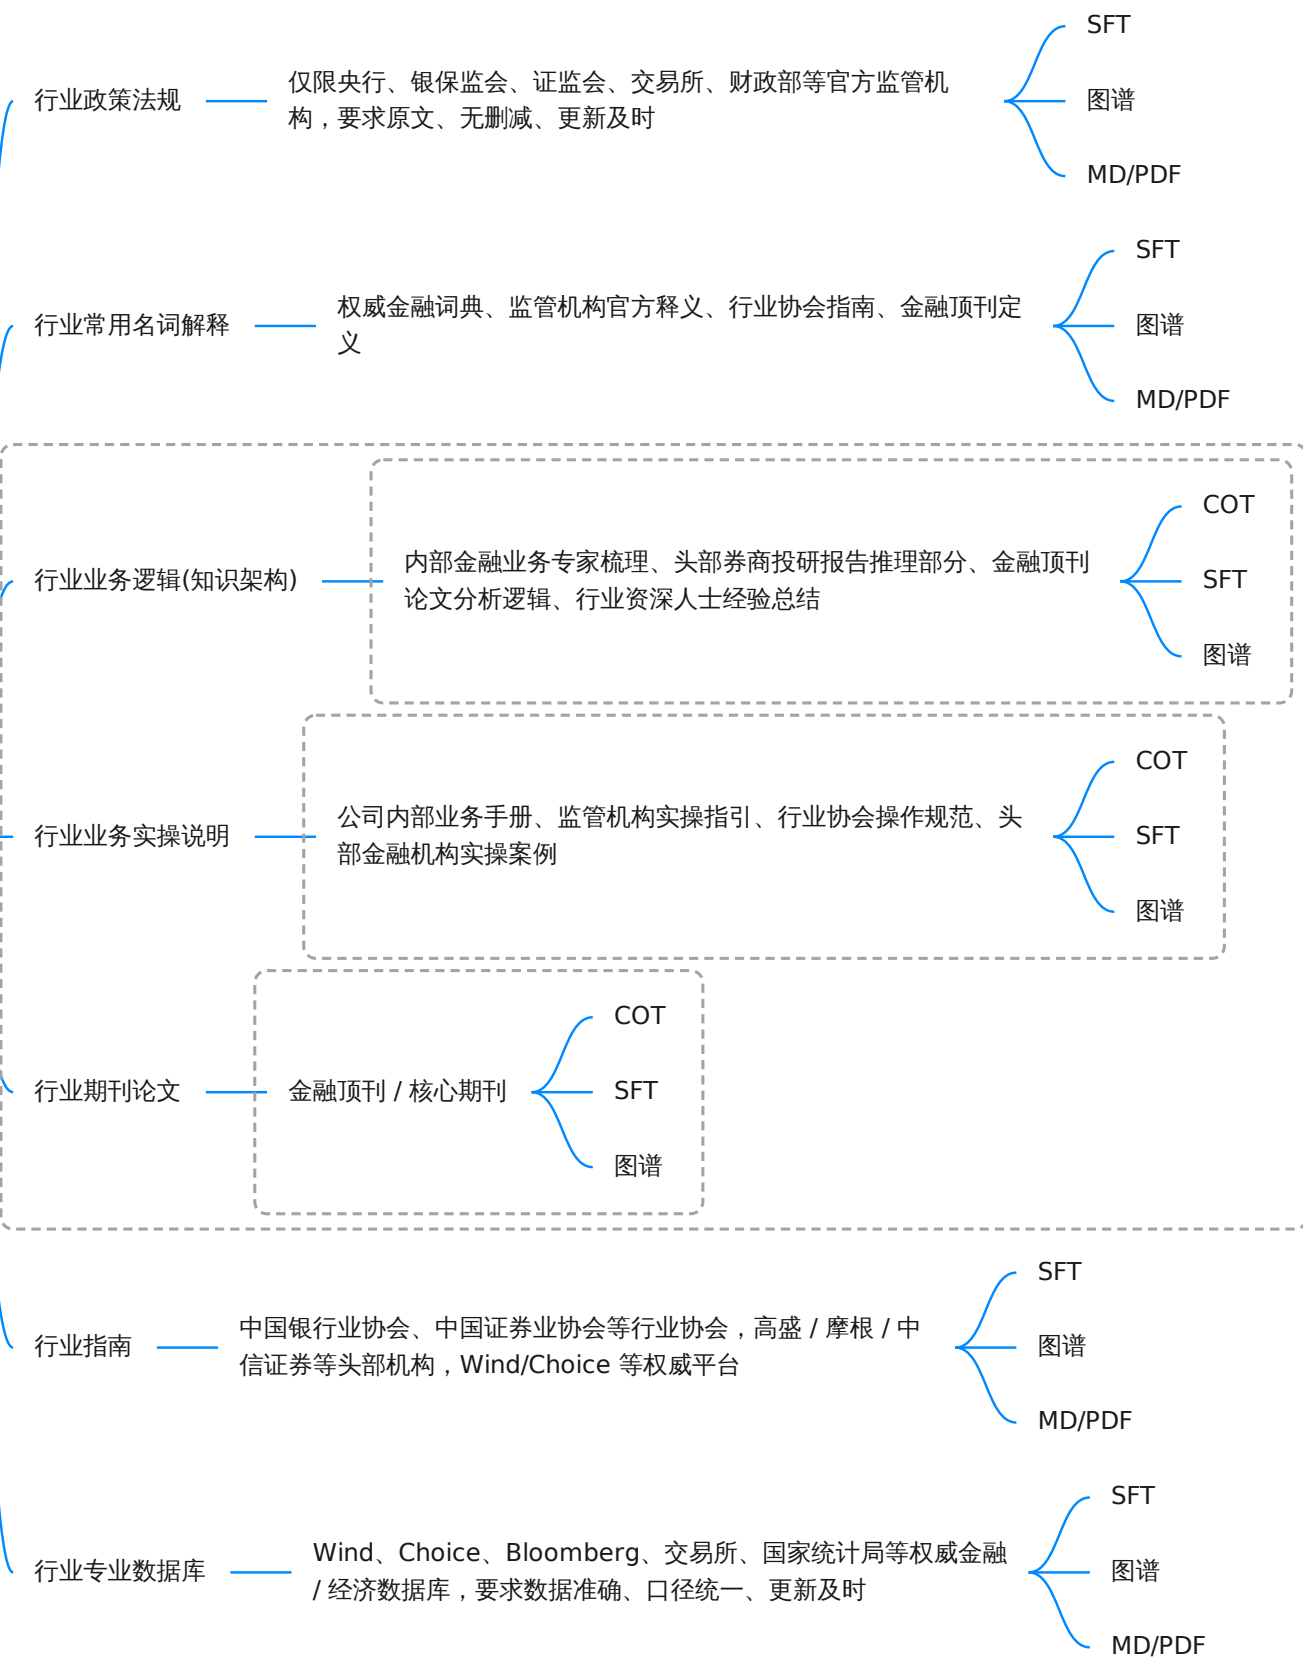 行业政策法规
仅限央行、银保监会、证监会、交易所、财政部等官方监管机
构，要求原文、无删减、更新及时
SFT
图谱
MD/PDF
行业常用名词解释
权威金融词典、监管机构官方释义、行业协会指南、金融顶刊定
义
SFT
图谱
MD/PDF
行业业务逻辑(知识架构)
内部金融业务专家梳理、头部券商投研报告推理部分、金融顶刊
论文分析逻辑、行业资深人士经验总结
COT
SFT
图谱
行业业务实操说明
公司内部业务手册、监管机构实操指引、行业协会操作规范、头
部金融机构实操案例
COT
SFT
图谱
行业期刊论文
金融顶刊 / 核心期刊
COT
SFT
图谱
行业指南
中国银行业协会、中国证券业协会等行业协会，高盛 / 摩根 / 中
信证券等头部机构，Wind/Choice 等权威平台
SFT
图谱
MD/PDF
行业专业数据库
Wind、Choice、Bloomberg、交易所、国家统计局等权威金融
/ 经济数据库，要求数据准确、口径统一、更新及时
SFT
图谱
MD/PDF